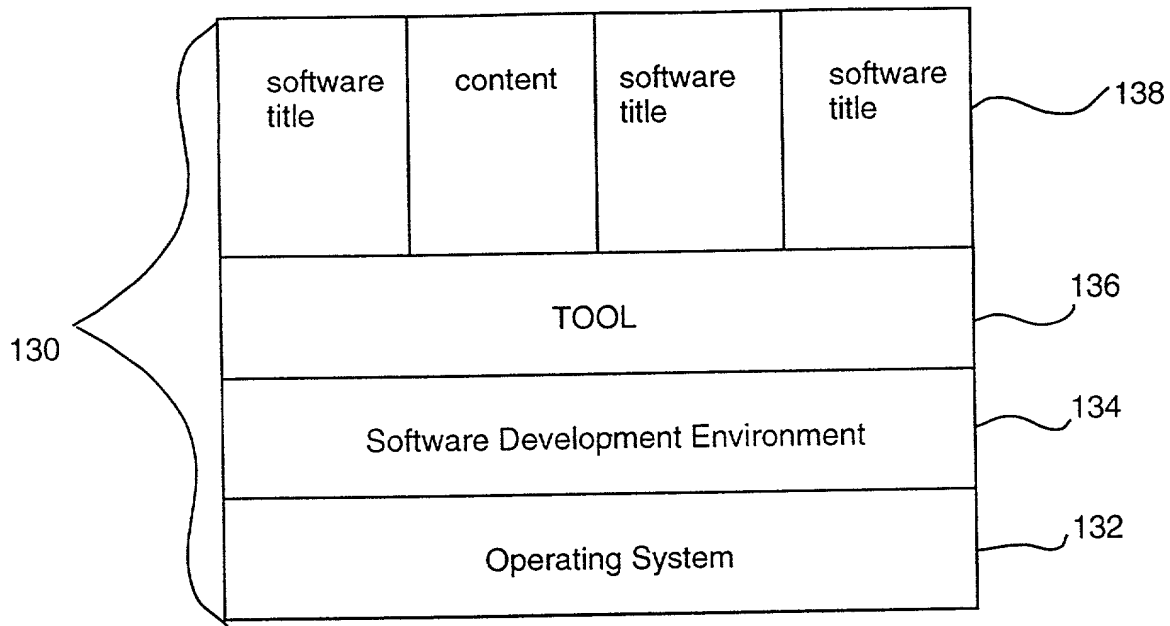 software
title
content
software
title
software
title
138
TOOL
136
130
Software Development Environment
134
Operating System
132